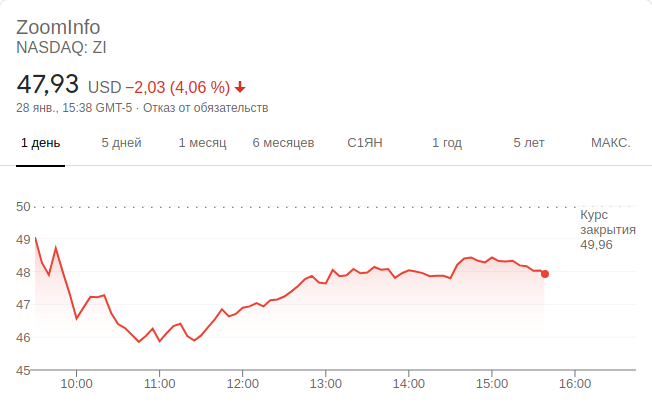 ZoomInfo
NASDAQ: ZI
47,93 USD −2,03 (4,06 %)
28 янв., 15:38 GMT-5 · Отказ от обязательств
1 день 5 дней 1 месяц 6 месяцев С1ЯН 1 год 5 лет МАКС.
50
Курс
закрытия
49,96
49
48
47
46
45
10:00 11:00 12:00 13:00 14:00 15:00 16:00